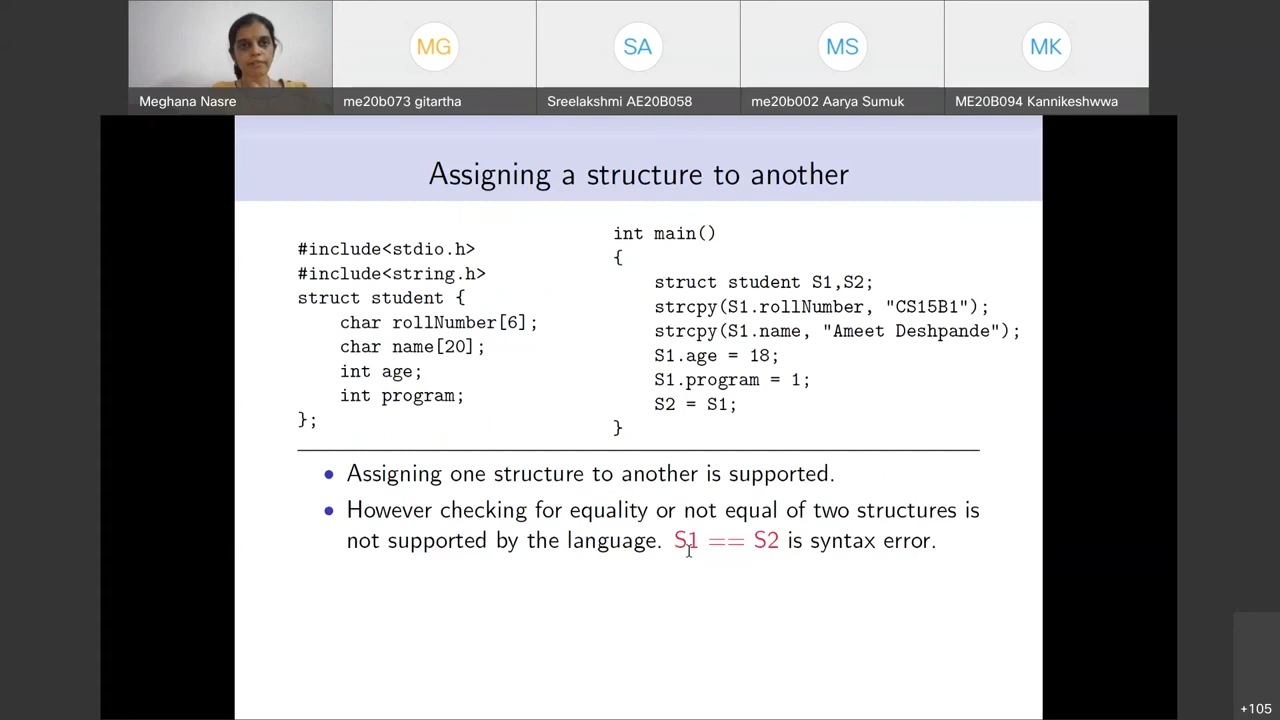 MG
SA
MS
MK
Meghana Nasre
me20b073 gitartha
Sreelakshmi AE20B058
me20b002 Aarya Sumuk
ME20B094 Kannikeshwwa
Assigning a structure to another
#include<stdio.h>
#include<string.h>
struct student {
char rollNumber[6];
char name[20];
int age;
int program;
};
int main()
{
struct student S1,S2;
strcpy(S1.rollNumber, "CS15B1");
strcpy(S1.name, "Ameet Deshpande");
S1.age = 18;
S1.program = 1;
S2 = S1;
}
• Assigning one structure to another is supported.
• However checking for equality or not equal of two structures is
not supported by the language. S1 == S2 is syntax error.
+105